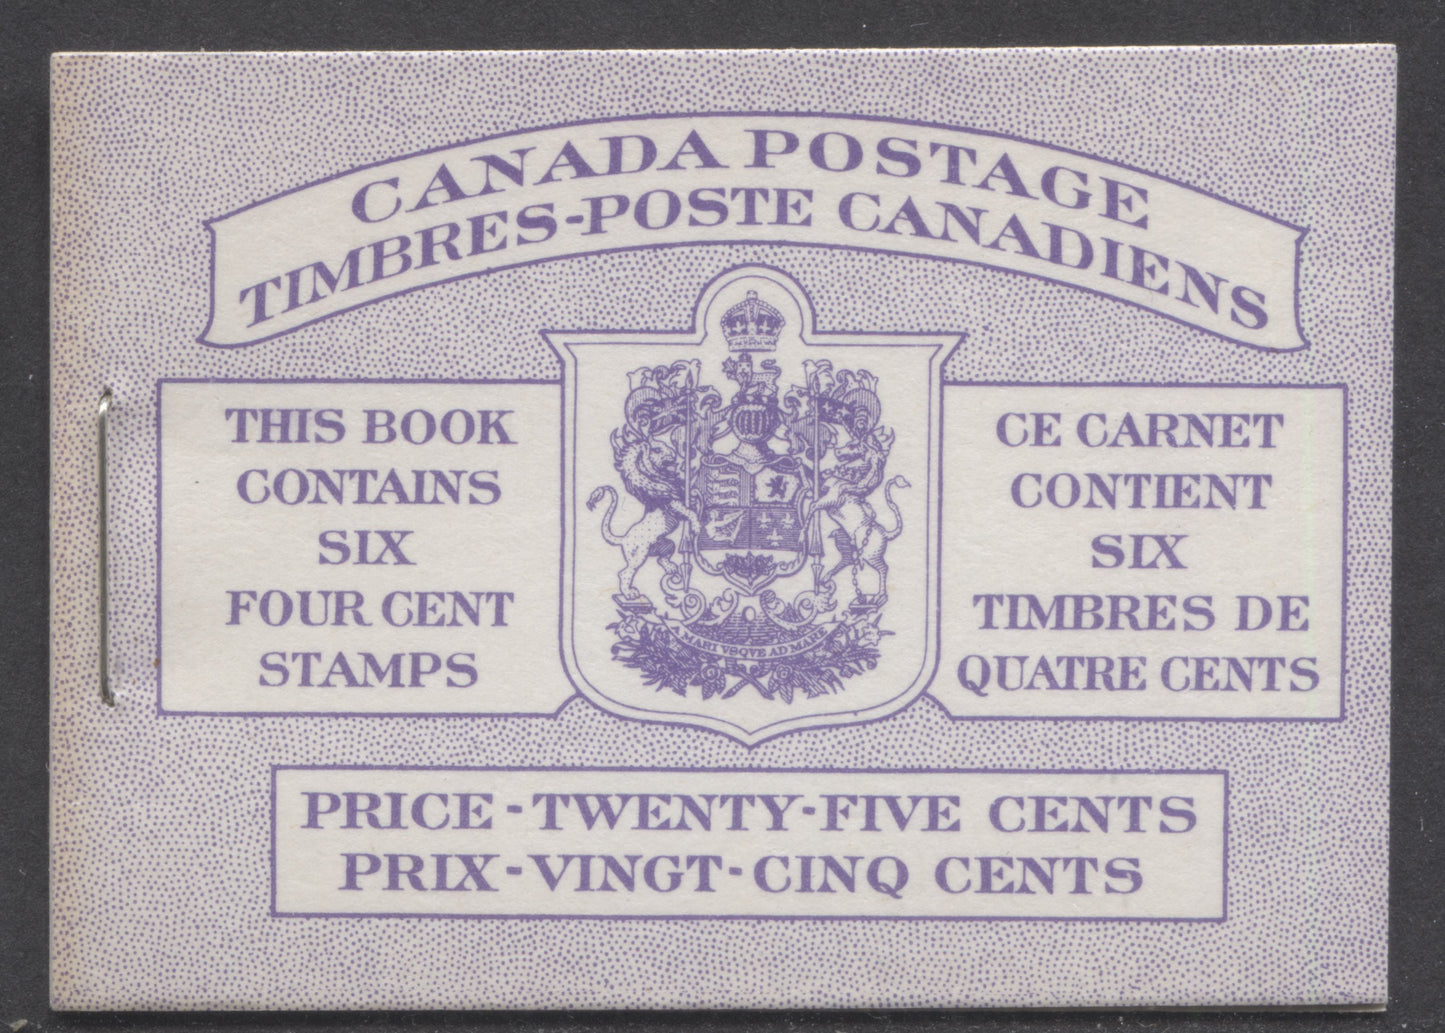 CANADA POSTAGE
TIMBRES-POSTE CANADIENS
THIS BOOK
CONTAINS
SIX
FOUR CENT
STAMPS
A MARI VSQVE AD MARE
CE CARNET
CONTIENT
SIX
TIMBRES DE
QUATRE CENTS
PRICE-TWENTY-FIVE CENTS
PRIX-VINGT-CINQ CENTS